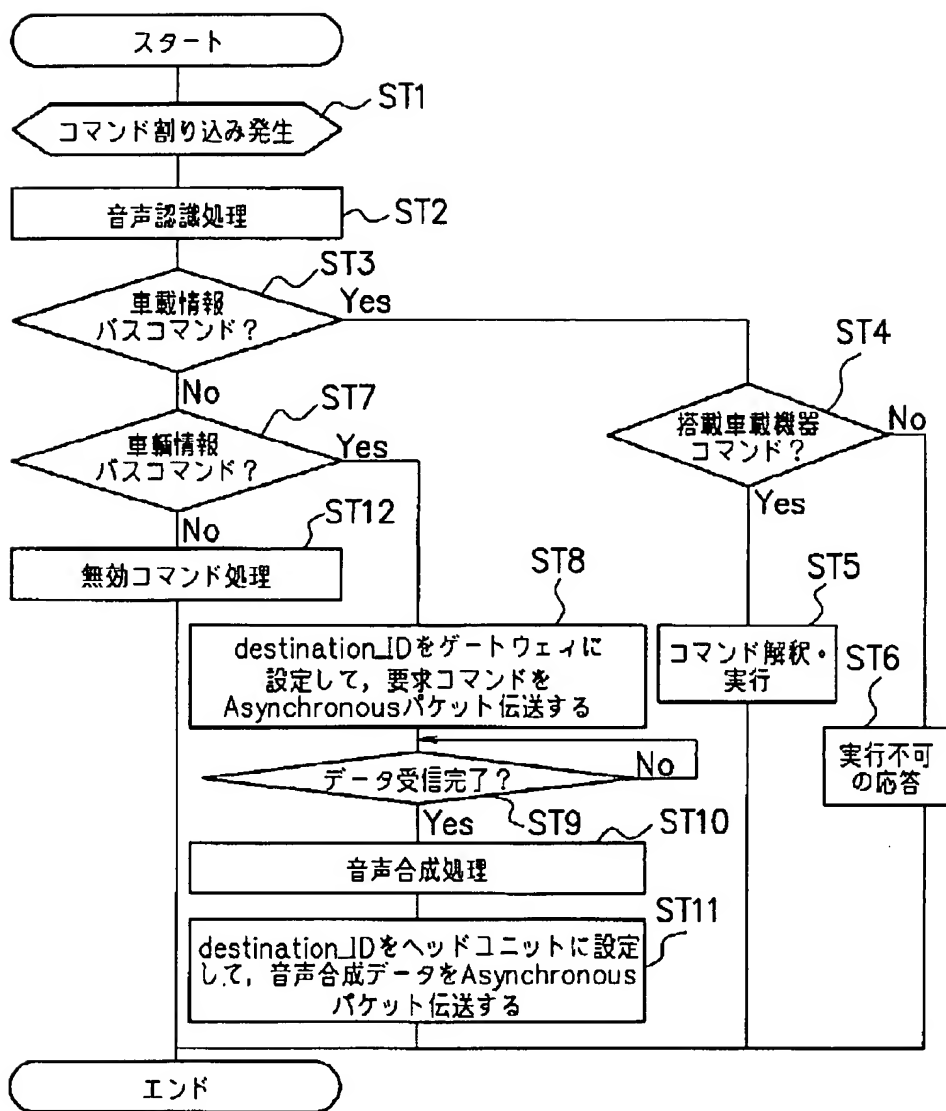 スタート
ST1
コマンド割り込み発生
音声認識処理
ST2
ST3
車載情報
バスコマンド?
Yes
No
ST4
搭載車載機器
コマンド?
No
Yes
ST7
車輌情報
バスコマンド?
Yes
No
ST12
無効コマンド処理
ST8
destination_IDをゲートウェイに
設定して,要求コマンドを
Asynchronousパケット伝送する
ST5
コマンド解釈・
実行
ST6
実行不可
の応答
データ受信完了?
No
Yes
ST9
ST10
音声合成処理
ST11
destination_IDをヘッドユニットに設定
して,音声合成データをAsynchronous
パケット伝送する
エンド